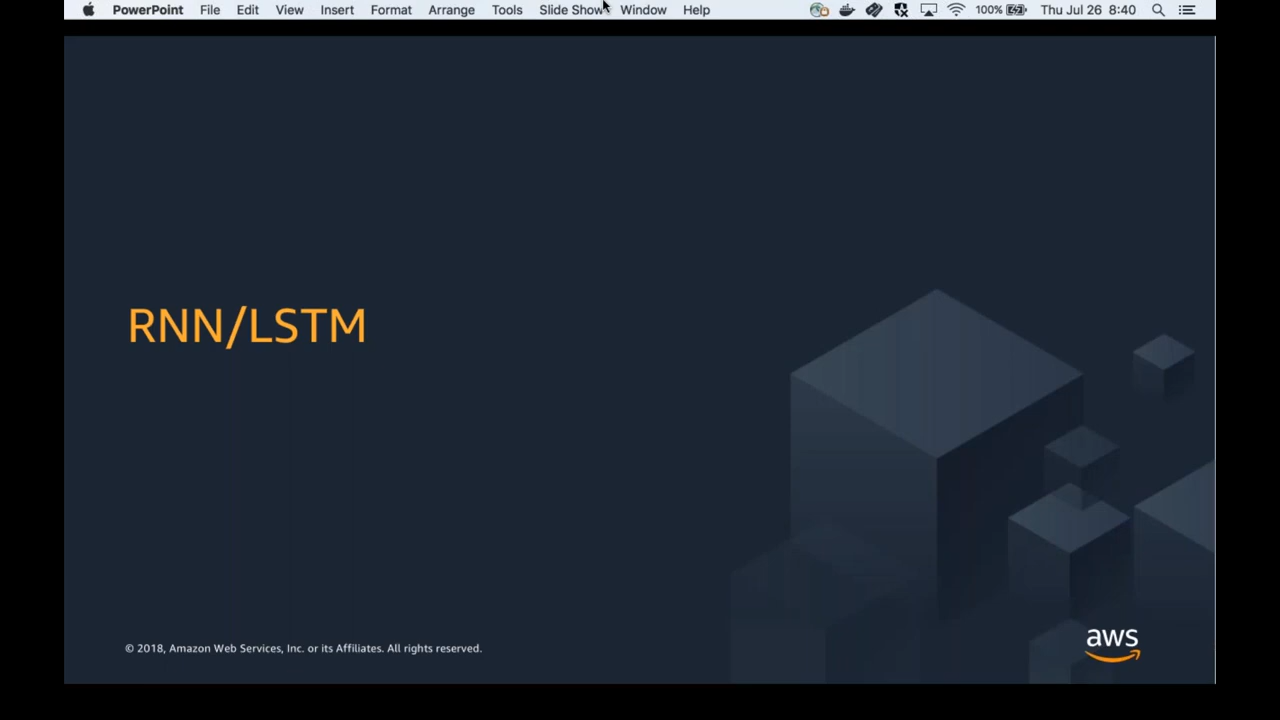 PowerPoint File Edit View Insert Format Arrange Tools Slide Show Window Help 100% Thu Jul 26 8:40
RNN/LSTM
© 2018, Amazon Web Services, Inc. or its Affiliates. All rights reserved.
aws